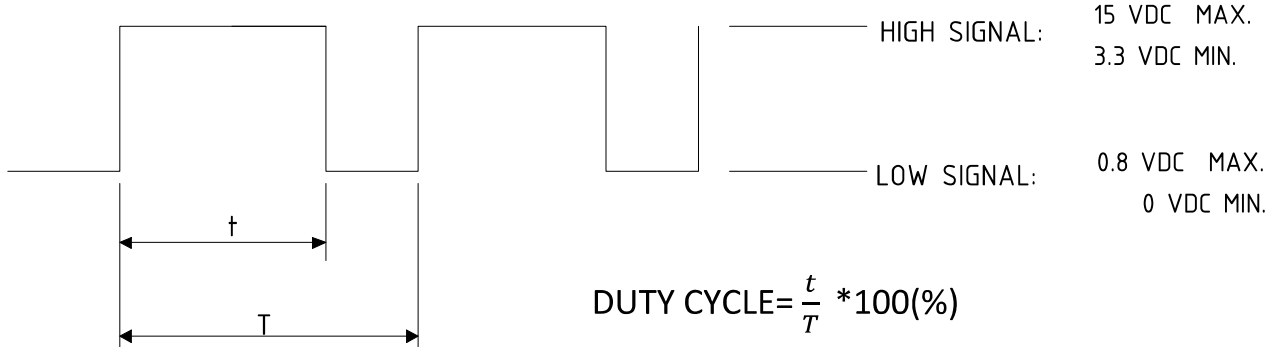 15 VDC MAX.
HIGH SIGNAL:
3.3 VDC MIN.
0.8 VDC MAX.
LOW SIGNAL:
0 VDC MIN.
t
T
DUTY CYCLE= t/T *100(%)